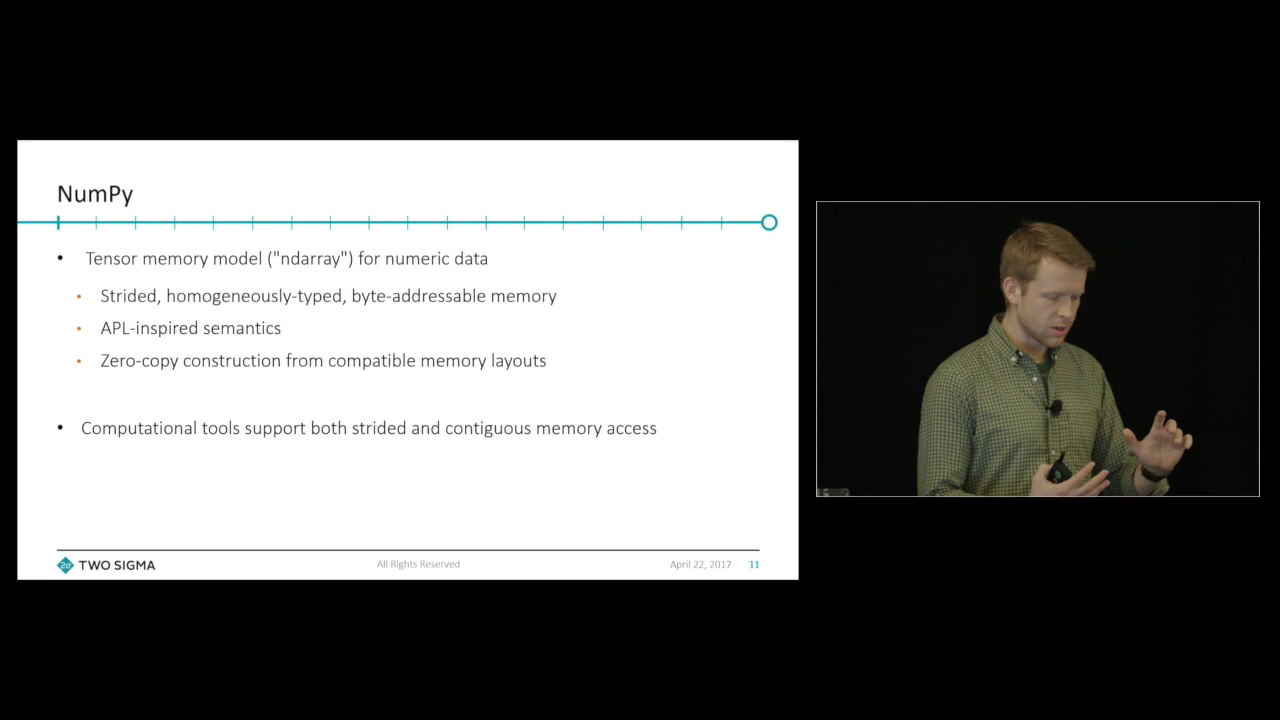 NumPy
• Tensor memory model ("ndarray") for numeric data
• Strided, homogeneously-typed, byte-addressable memory
• APL-inspired semantics
• Zero-copy construction from compatible memory layouts
• Computational tools support both strided and contiguous memory access
2σ TWO SIGMA
All Rights Reserved
April 22, 2017 11